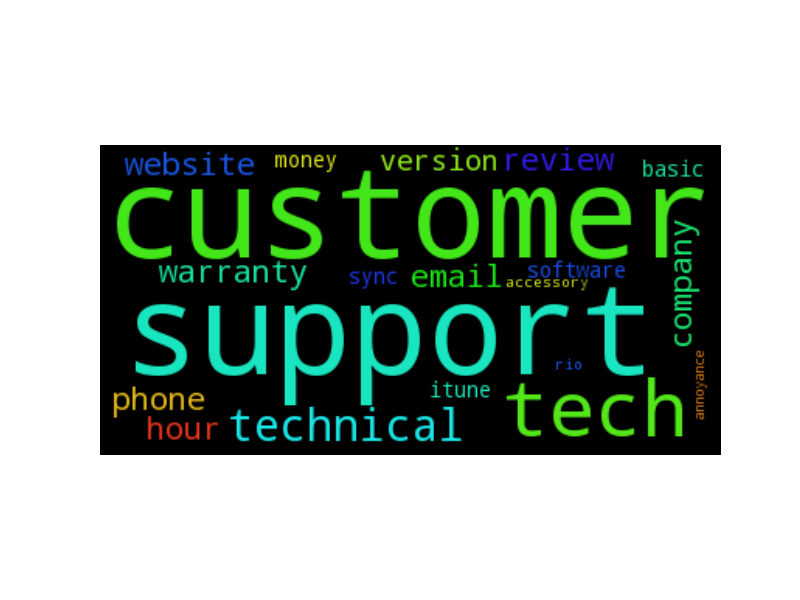 website money version review basic
customer
warranty sync email software
accessory
company
support
rio
annoyance
phone itune tech
hour technical